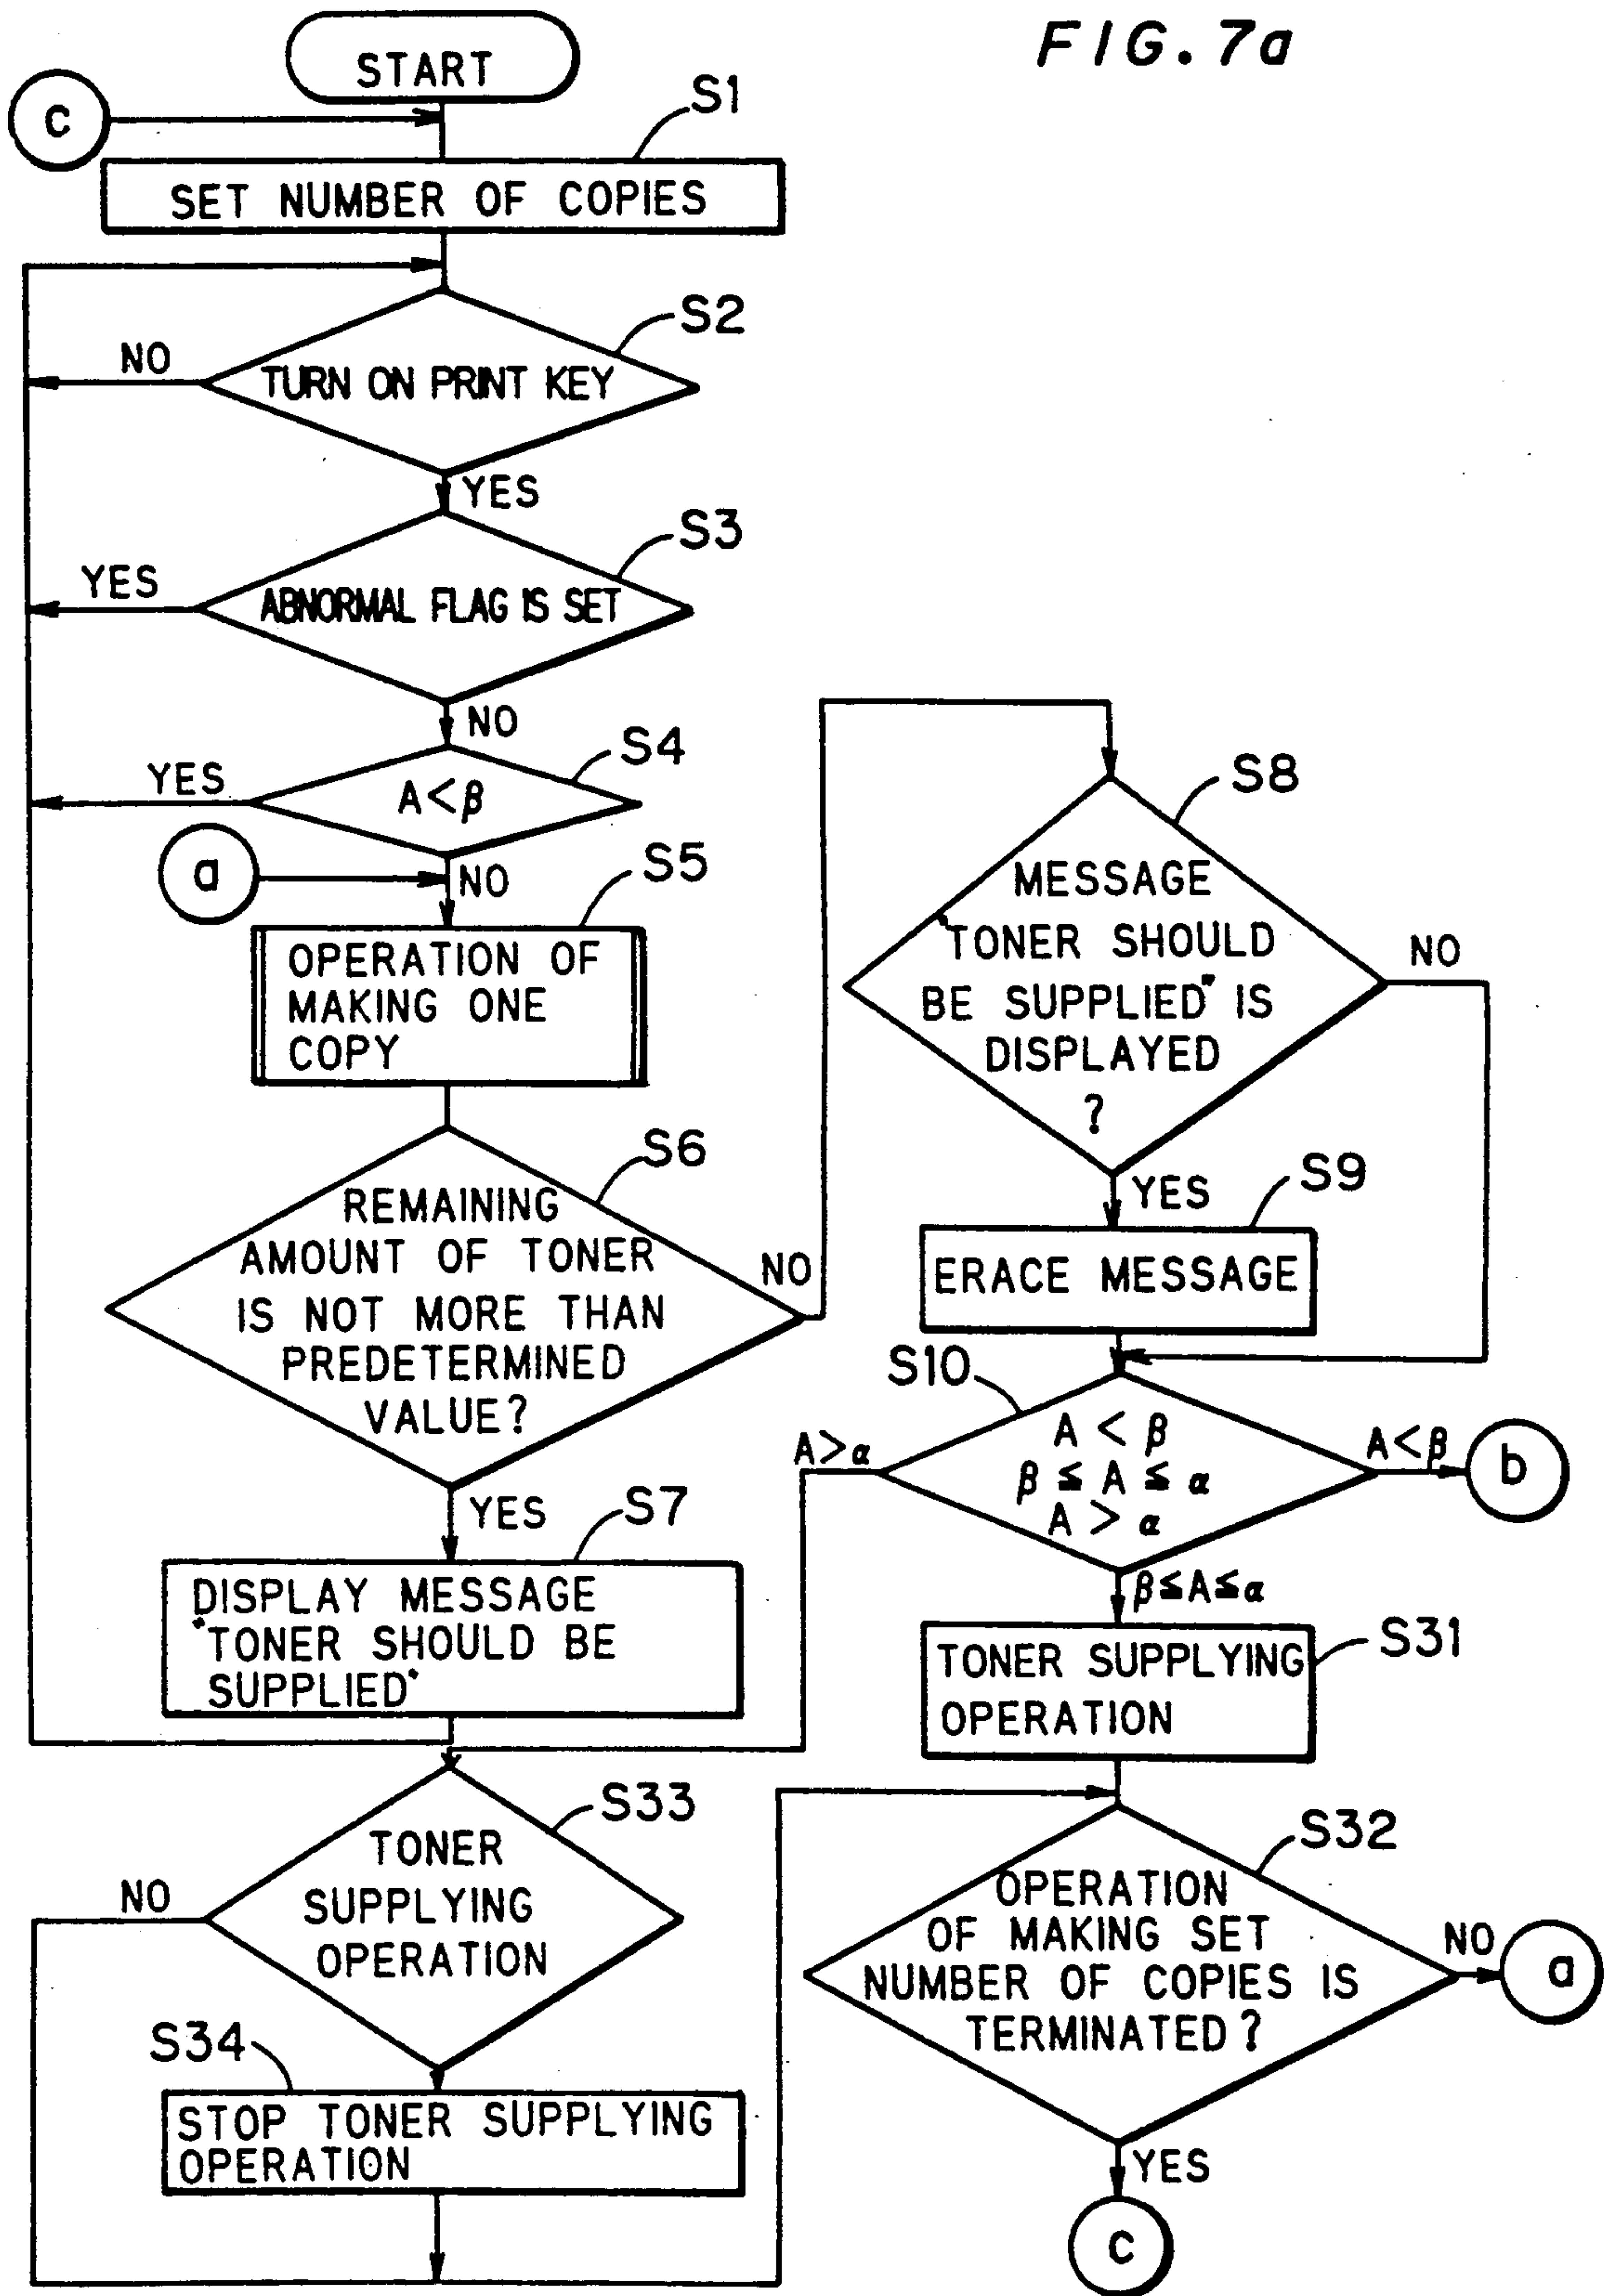 FIG. 7a
START
c
S1
SET NUMBER OF COPIES
S2
NO
TURN ON PRINT KEY
YES
S3
YES
ABNORMAL FLAG IS SET
NO
S4
YES
A<β
a
NO
S5
OPERATION OF
MAKING ONE
COPY
S6
REMAINING
AMOUNT OF TONER
IS NOT MORE THAN
PREDETERMINED
VALUE?
NO
YES
S7
DISPLAY MESSAGE
"TONER SHOULD BE
SUPPLIED"
S33
TONER
SUPPLYING
OPERATION
NO
S34
STOP TONER SUPPLYING
OPERATION
S8
MESSAGE
"TONER SHOULD
BE SUPPLIED" IS
DISPLAYED
?
NO
YES
S9
ERACE MESSAGE
S10
A < β
β ≦ A ≦ α
A > α
A>α
A<β
b
β≦A≦α
S31
TONER SUPPLYING
OPERATION
S32
OPERATION
OF MAKING SET
NUMBER OF COPIES IS
TERMINATED?
NO
a
YES
c